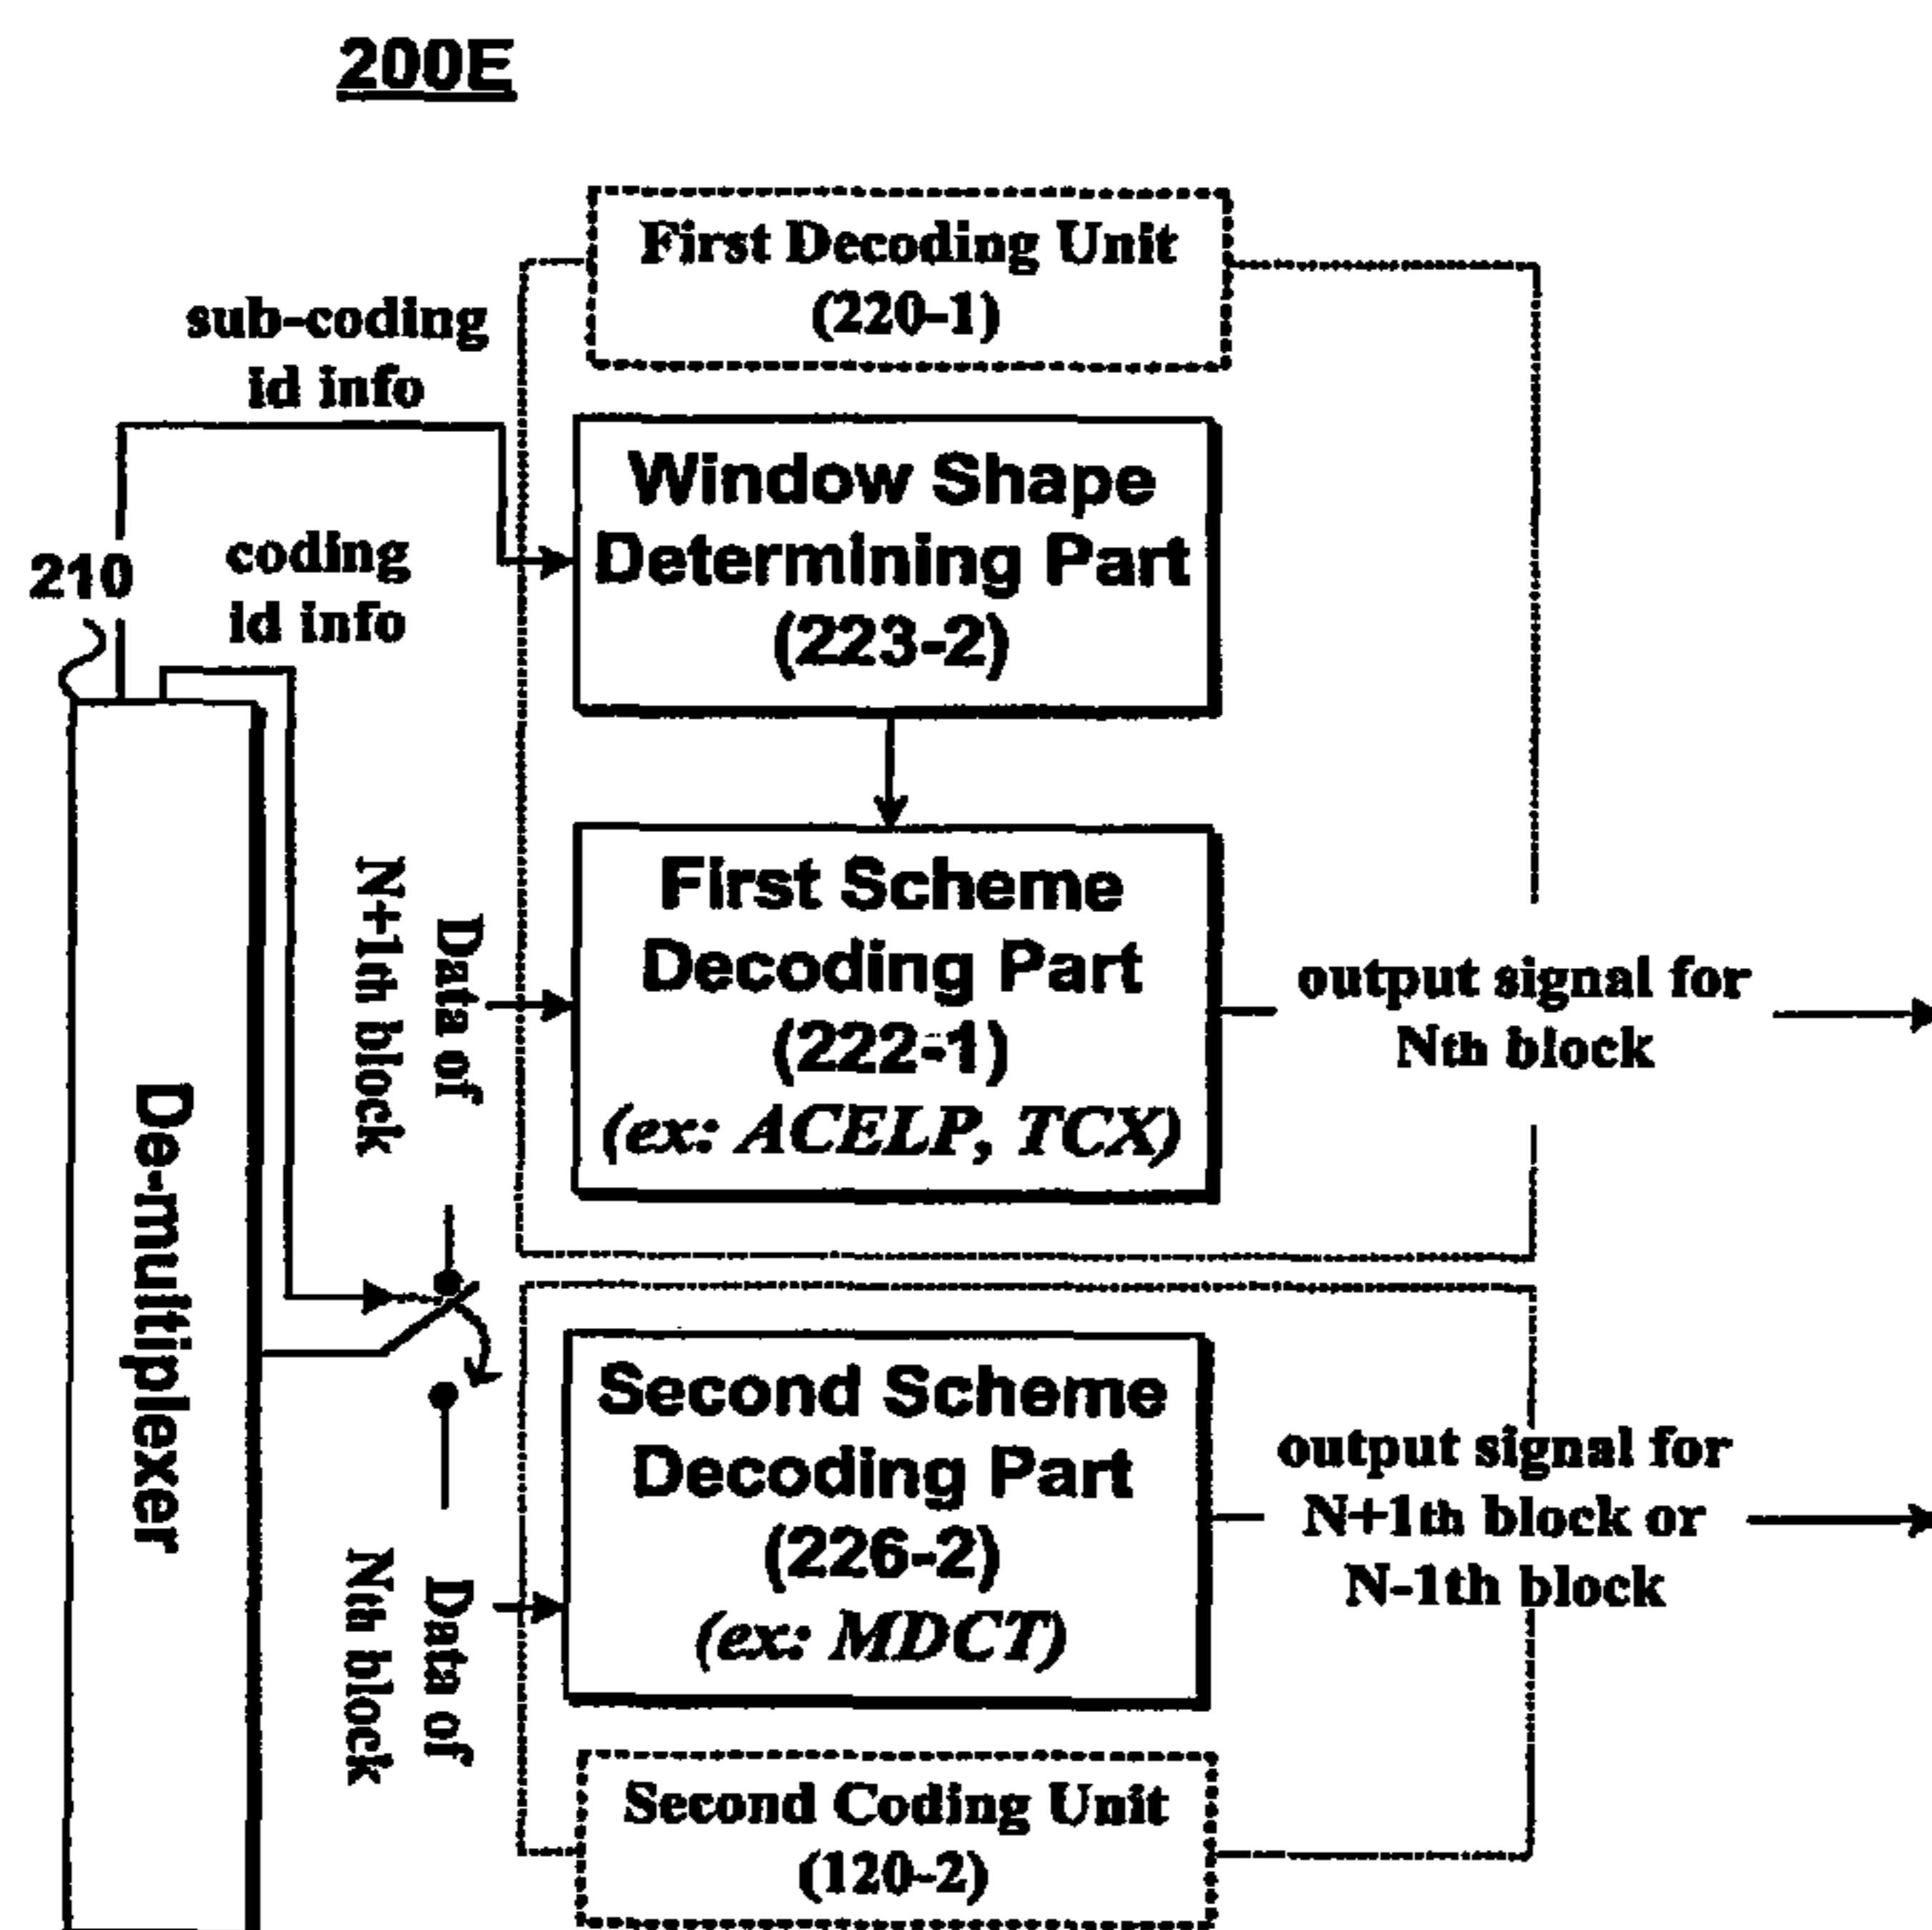 200E
First Decoding Unit
(220-1)
sub-coding
id info
Window Shape
Determining Part
(223-2)
210
coding
id info
N+1th block
Data of
First Scheme
Decoding Part
(222-1)
(ex: ACELP, TCX)
output signal for
Nth block
De-multiplexer
Second Scheme
Decoding Part
(226-2)
(ex: MDCT)
output signal for
N+1th block or
N-1th block
Data of
Nth block
Second Coding Unit
(120-2)